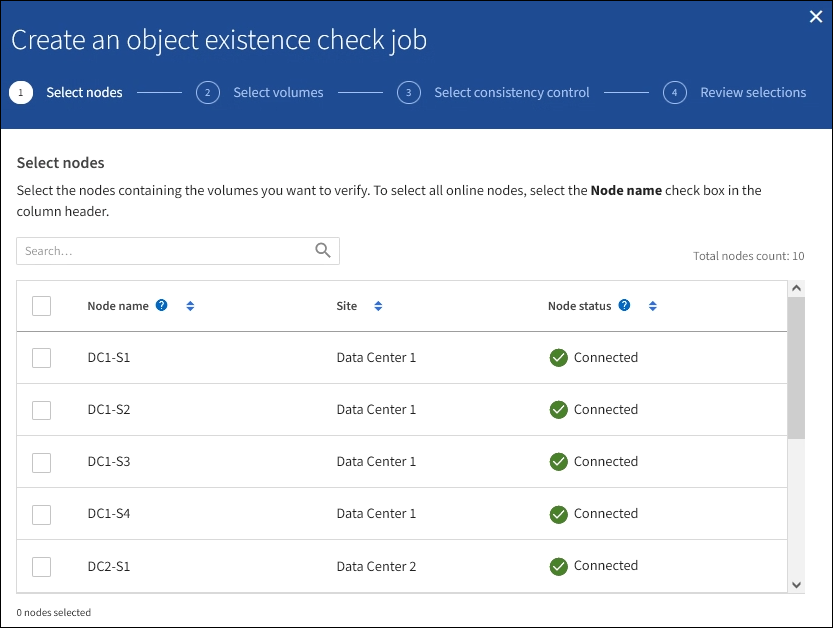 Create an object existence check job
1 Select nodes 2 Select volumes 3 Select consistency control 4 Review selections
Select nodes
Select the nodes containing the volumes you want to verify. To select all online nodes, select the Node name check box in the
column header.
Search...
Total nodes count: 10
Node name ? Site Node status ?
DC1-S1 Data Center 1 Connected
DC1-S2 Data Center 1 Connected
DC1-S3 Data Center 1 Connected
DC1-S4 Data Center 1 Connected
DC2-S1 Data Center 2 Connected
0 nodes selected